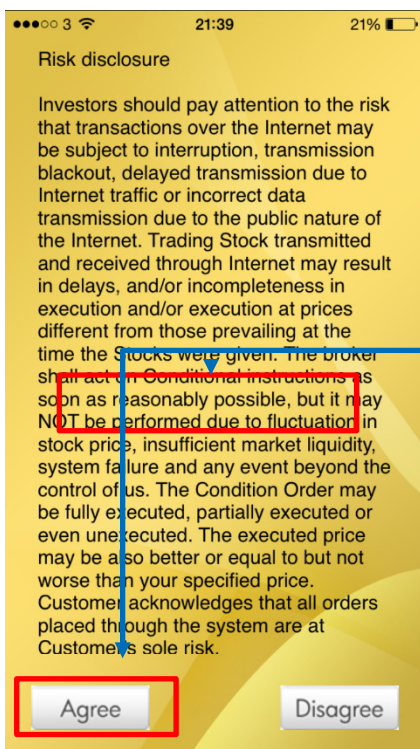 3 21:39 21%
Risk disclosure
Investors should pay attention to the risk
that transactions over the Internet may
be subject to interruption, transmission
blackout, delayed transmission due to
Internet traffic or incorrect data
transmission due to the public nature of
the Internet. Trading Stock transmitted
and received through Internet may result
in delays, and/or incompleteness in
execution and/or execution at prices
different from those prevailing at the
time the Stocks were given. The broker
shall act on Conditional instructions as
soon as reasonably possible, but it may
NOT be performed due to fluctuation in
stock price, insufficient market liquidity,
system failure and any event beyond the
control of us. The Condition Order may
be fully executed, partially executed or
even unexecuted. The executed price
may be also better or equal to but not
worse than your specified price.
Customer acknowledges that all orders
placed through the system are at
Customer's sole risk.
Agree Disagree